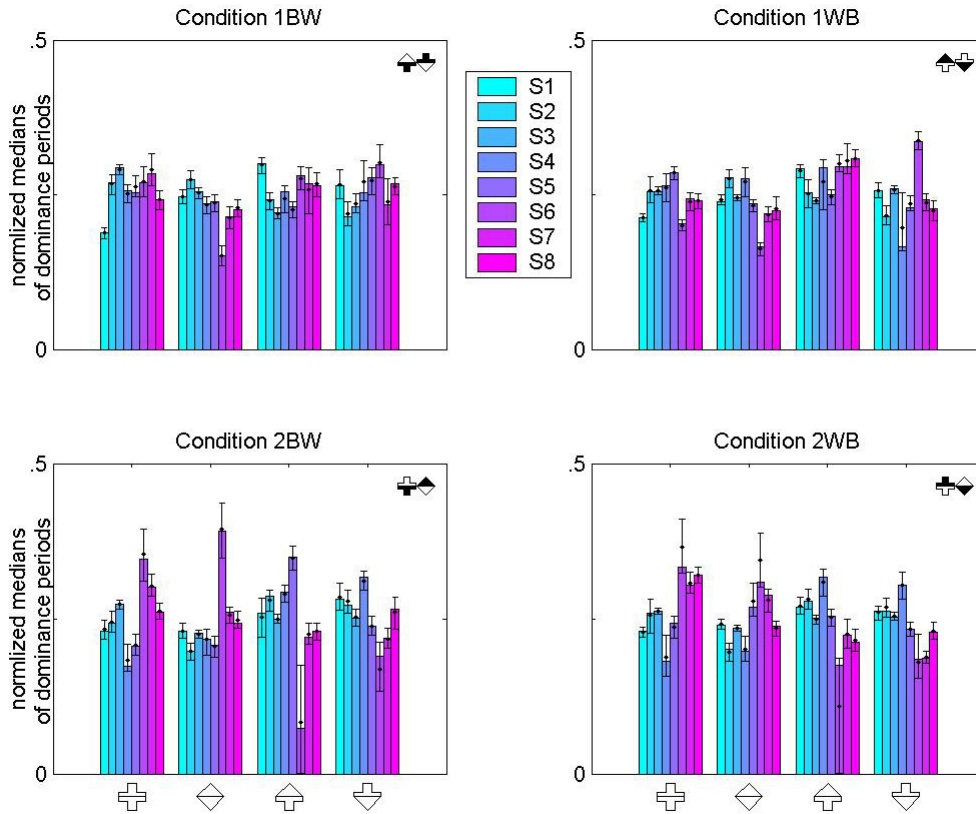 Condition 1BW
Condition 1WB
.5
.5
normlized medians
of dominance periods
0
0
S1
S2
S3
S4
S5
S6
S7
S8
Condition 2BW
Condition 2WB
.5
.5
normlized medians
of dominance periods
0
0